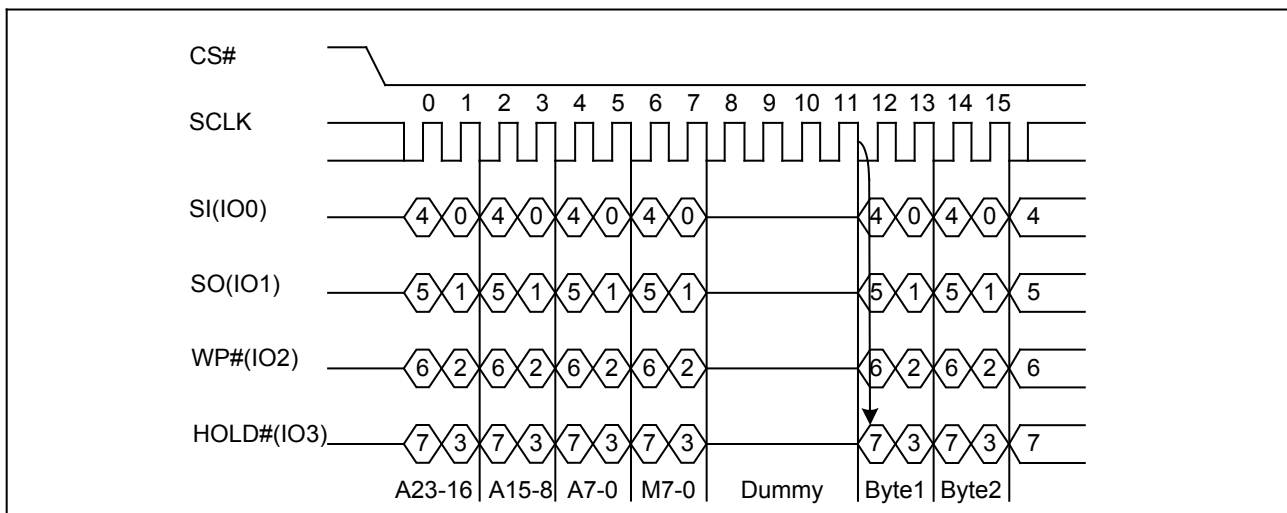 CS#
0 1 2 3 4 5 6 7 8 9 10 11 12 13 14 15
SCLK
SI(IO0) 4 0 4 0 4 0 4 0 4 0 4 0 4
SO(IO1) 5 1 5 1 5 1 5 1 5 1 5 1 5
WP#(IO2) 6 2 6 2 6 2 6 2 6 2 6 2 6
HOLD#(IO3) 7 3 7 3 7 3 7 3 7 3 7 3 7
A23-16 A15-8 A7-0 M7-0 Dummy Byte1 Byte2